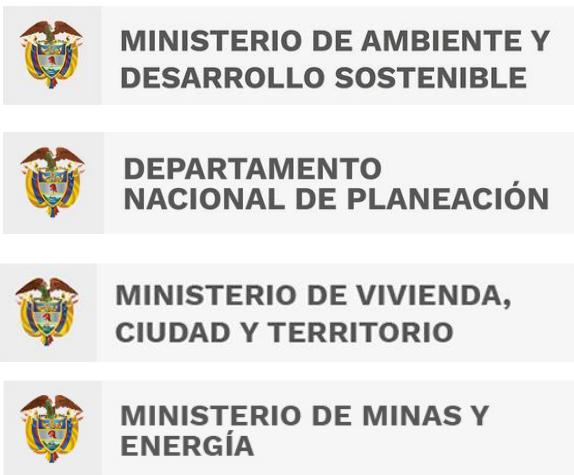 MINISTERIO DE AMBIENTE Y
DESARROLLO SOSTENIBLE
DEPARTAMENTO
NACIONAL DE PLANEACIÓN
MINISTERIO DE VIVIENDA,
CIUDAD Y TERRITORIO
MINISTERIO DE MINAS Y
ENERGÍA